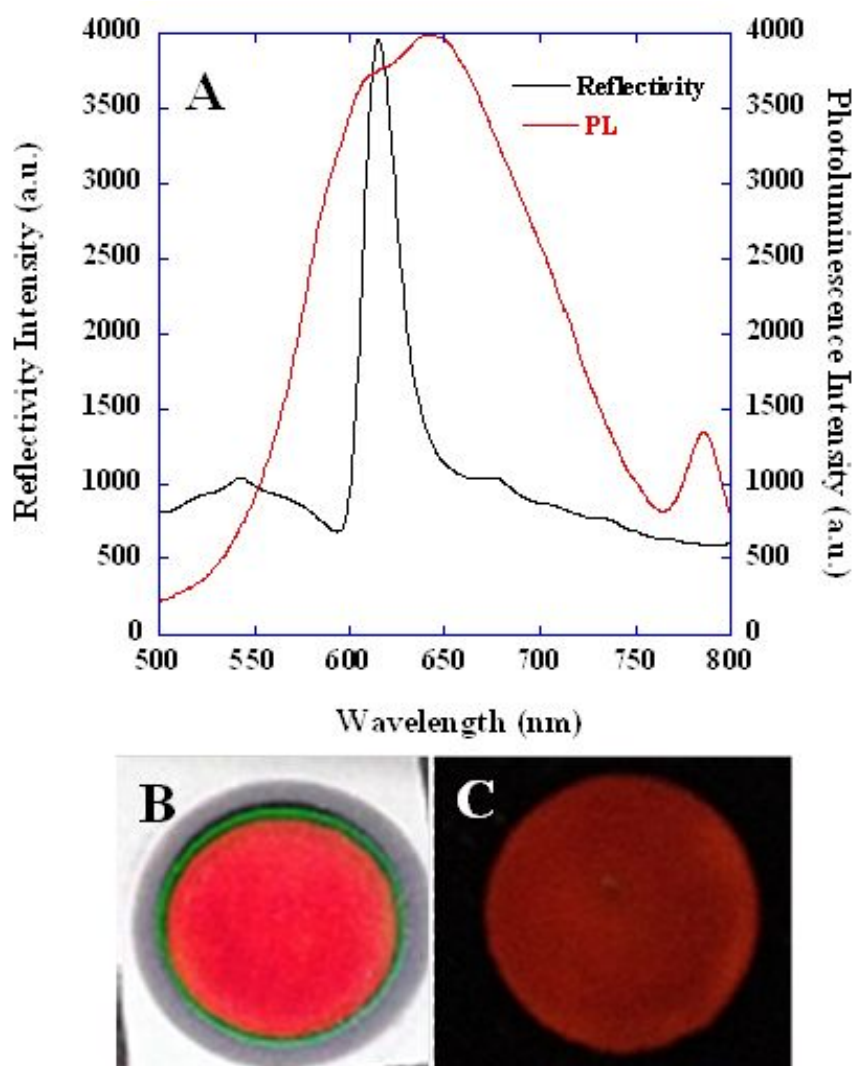 A
Reflectivity
PL
Reflectivity Intensity (a.u.)
4000
3500
3000
2500
2000
1500
1000
500
0
4000
3500
3000
2500
2000
1500
1000
500
0
Photoluminescence Intensity (a.u.)
500 550 600 650 700 750 800
Wavelength (nm)
B
C